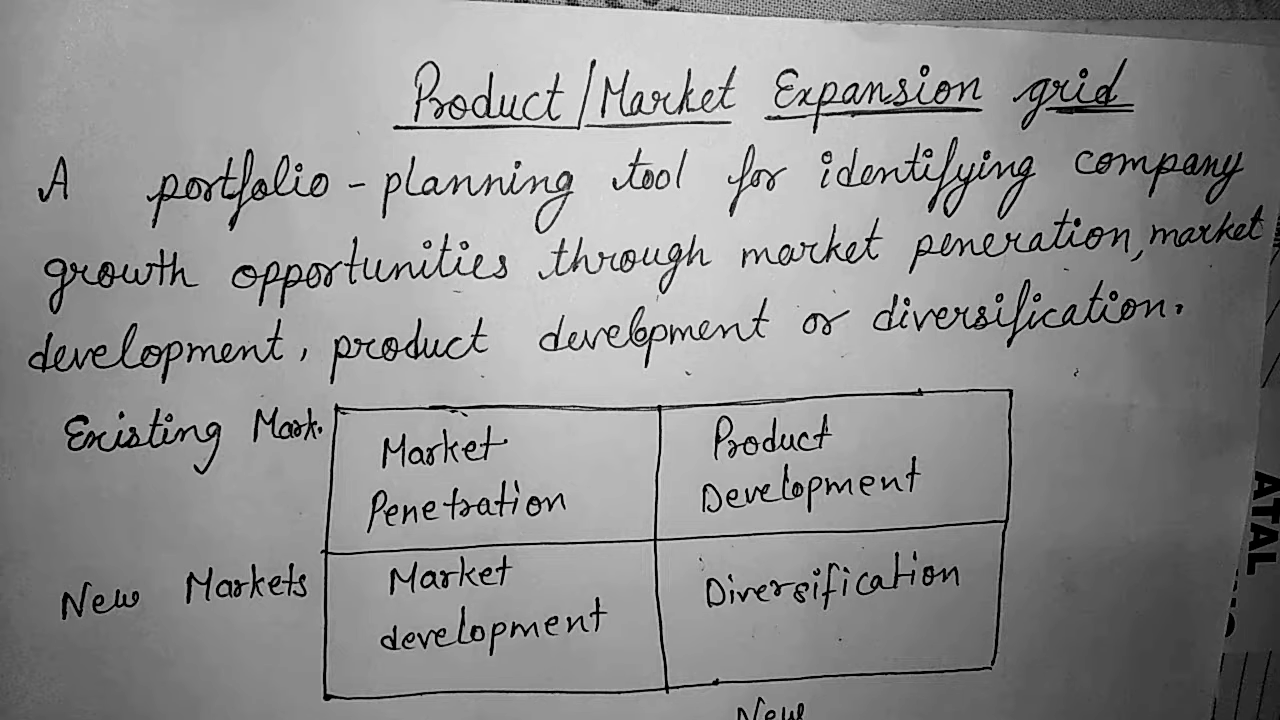 Product/Market Expansion grid
A portfolio-planning tool for identifying company
growth opportunities through market peneration, market
development, product development or diversification.
Existing Mark.
Market
Penetration
Product
Development
New Markets
Market
development
Diversification
New
ATAL